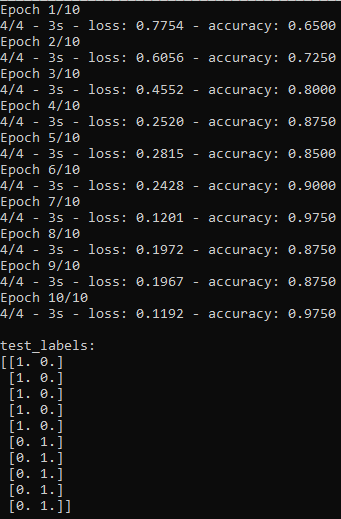 Epoch 1/10
4/4 - 3s - loss: 0.7754 - accuracy: 0.6500
Epoch 2/10
4/4 - 3s - loss: 0.6056 - accuracy: 0.7250
Epoch 3/10
4/4 - 3s - loss: 0.4552 - accuracy: 0.8000
Epoch 4/10
4/4 - 3s - loss: 0.2520 - accuracy: 0.8750
Epoch 5/10
4/4 - 3s - loss: 0.2815 - accuracy: 0.8500
Epoch 6/10
4/4 - 3s - loss: 0.2428 - accuracy: 0.9000
Epoch 7/10
4/4 - 3s - loss: 0.1201 - accuracy: 0.9750
Epoch 8/10
4/4 - 3s - loss: 0.1972 - accuracy: 0.8750
Epoch 9/10
4/4 - 3s - loss: 0.1967 - accuracy: 0.8750
Epoch 10/10
4/4 - 3s - loss: 0.1192 - accuracy: 0.9750
test_labels:
[[1. 0.]
[1. 0.]
[1. 0.]
[1. 0.]
[1. 0.]
[0. 1.]
[0. 1.]
[0. 1.]
[0. 1.]
[0. 1.]]